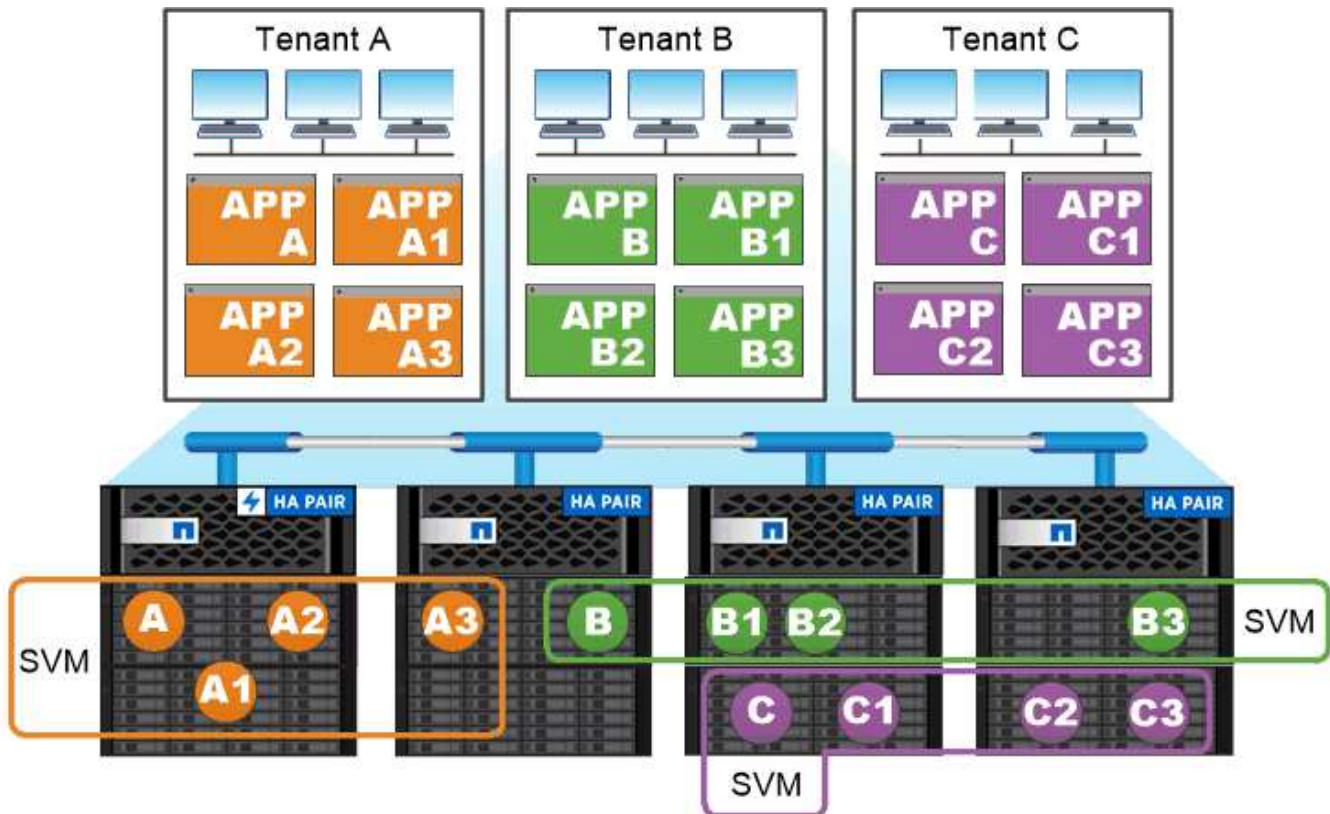 Tenant A
Tenant B
Tenant C
APP
A
APP
A1
APP
B
APP
B1
APP
C
APP
C1
APP
A2
APP
A3
APP
B2
APP
B3
APP
C2
APP
C3
HA PAIR
HA PAIR
HA PAIR
HA PAIR
SVM
A
A2
A1
A3
B
B1
B2
B3
SVM
C
C1
C2
C3
SVM